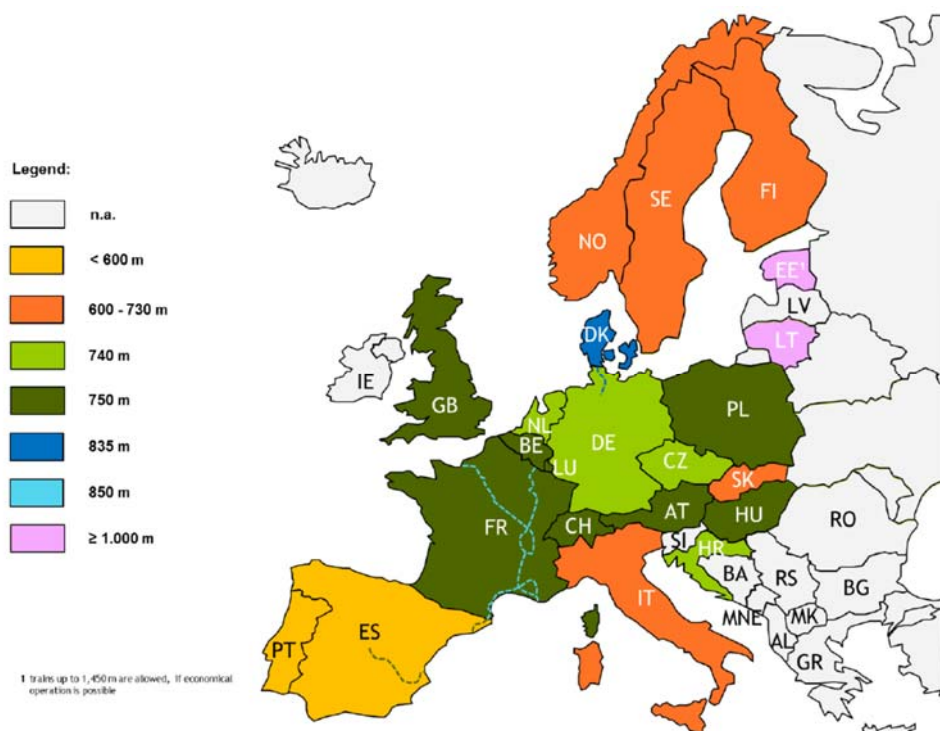 Legend:
n.a.
< 600 m
600 - 730 m
740 m
750 m
835 m
850 m
≥ 1.000 m
NO
SE
FI
EE¹
LV
LT
DK
IE
GB
NL
BE
LU
DE
PL
CZ
SK
FR
CH
AT
HU
SI
HR
RO
BA
RS
BG
IT
MNE
MK
AL
GR
PT
ES
1 trains up to 1,450 m are allowed, if economical
operation is possible